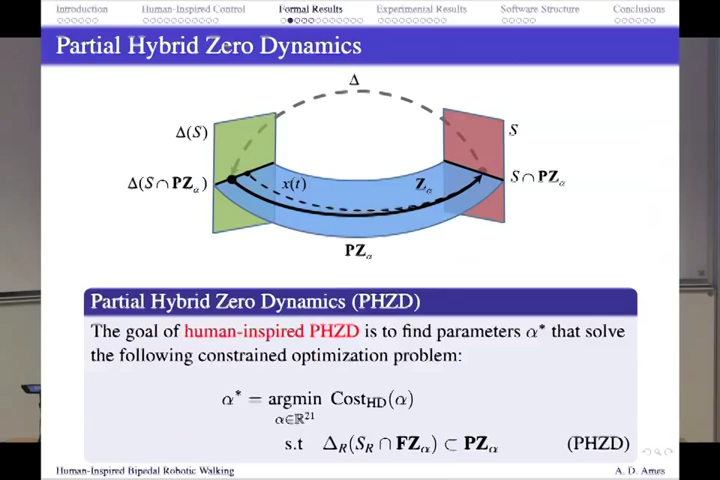 Introduction Human-Inspired Control Formal Results Experimental Results Software Structure Conclusions
Partial Hybrid Zero Dynamics
Δ
Δ(S)
S
Δ(S ∩ PZ_α)
x(t)
Z_α
S ∩ PZ_α
PZ_α
Partial Hybrid Zero Dynamics (PHZD)
The goal of human-inspired PHZD is to find parameters α* that solve
the following constrained optimization problem:
α* = argmin Cost_HD(α)
α∈ℝ²¹
s.t Δ_R(S_R ∩ FZ_α) ⊂ PZ_α (PHZD)
Human-Inspired Bipedal Robotic Walking A. D. Ames